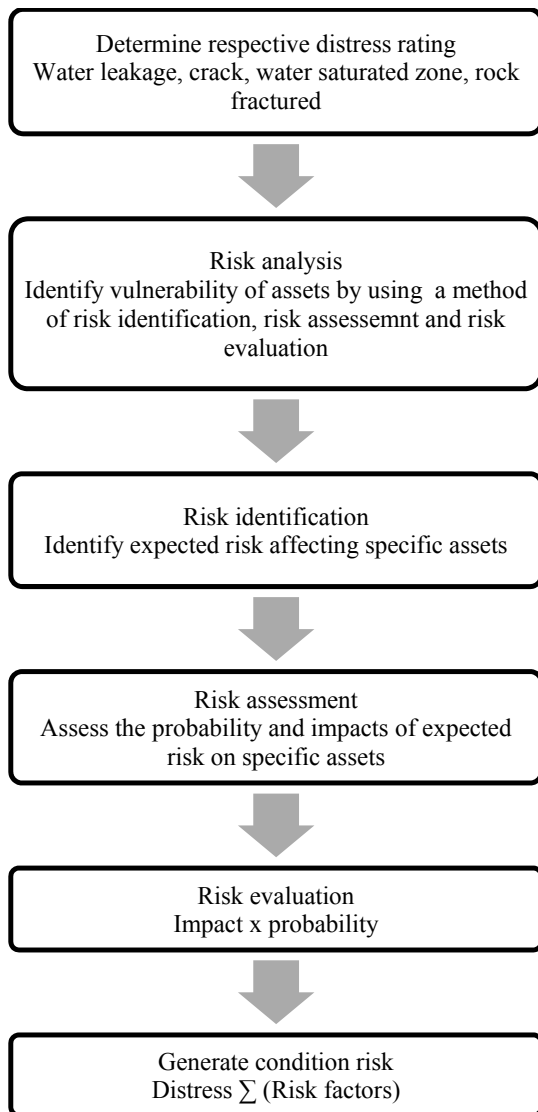 Determine respective distress rating
Water leakage, crack, water saturated zone, rock
fractured
Risk analysis
Identify vulnerability of assets by using a method
of risk identification, risk assessemnt and risk
evaluation
Risk identification
Identify expected risk affecting specific assets
Risk assessment
Assess the probability and impacts of expected
risk on specific assets
Risk evaluation
Impact x probability
Generate condition risk
Distress ∑ (Risk factors)